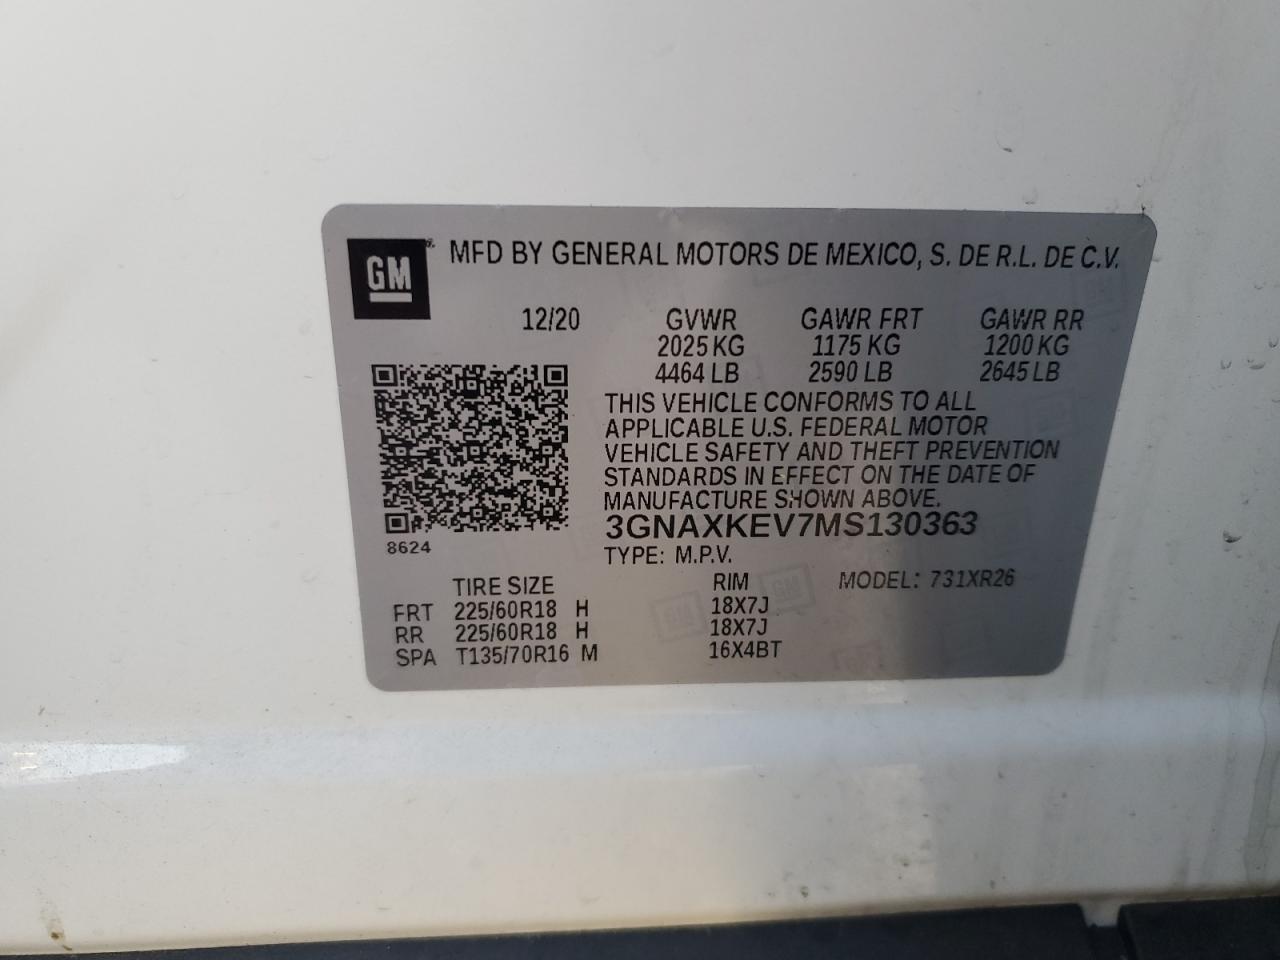 GM MFD BY GENERAL MOTORS DE MEXICO, S. DE R.L. DE C.V.
12/20 GVWR GAWR FRT GAWR RR
2025 KG 1175 KG 1200 KG
4464 LB 2590 LB 2645 LB
THIS VEHICLE CONFORMS TO ALL
APPLICABLE U.S. FEDERAL MOTOR
VEHICLE SAFETY AND THEFT PREVENTION
STANDARDS IN EFFECT ON THE DATE OF
MANUFACTURE SHOWN ABOVE.
3GNAXKEV7MS130363
8624 TYPE: M.P.V.
TIRE SIZE RIM MODEL: 731XR26
FRT 225/60R18 H 18X7J
RR 225/60R18 H 18X7J
SPA T135/70R16 M 16X4BT